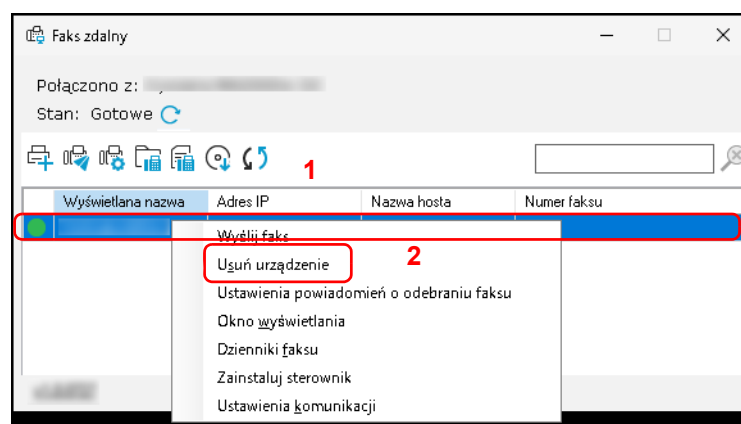 Faks zdalny
Połączono z:
Stan: Gotowe
1
Wyświetlana nazwa Adres IP Nazwa hosta Numer faksu
Wyślij faks
Usuń urządzenie 2
Ustawienia powiadomień o odebraniu faksu
Okno wyświetlania
Dzienniki faksu
Zainstaluj sterownik
Ustawienia komunikacji